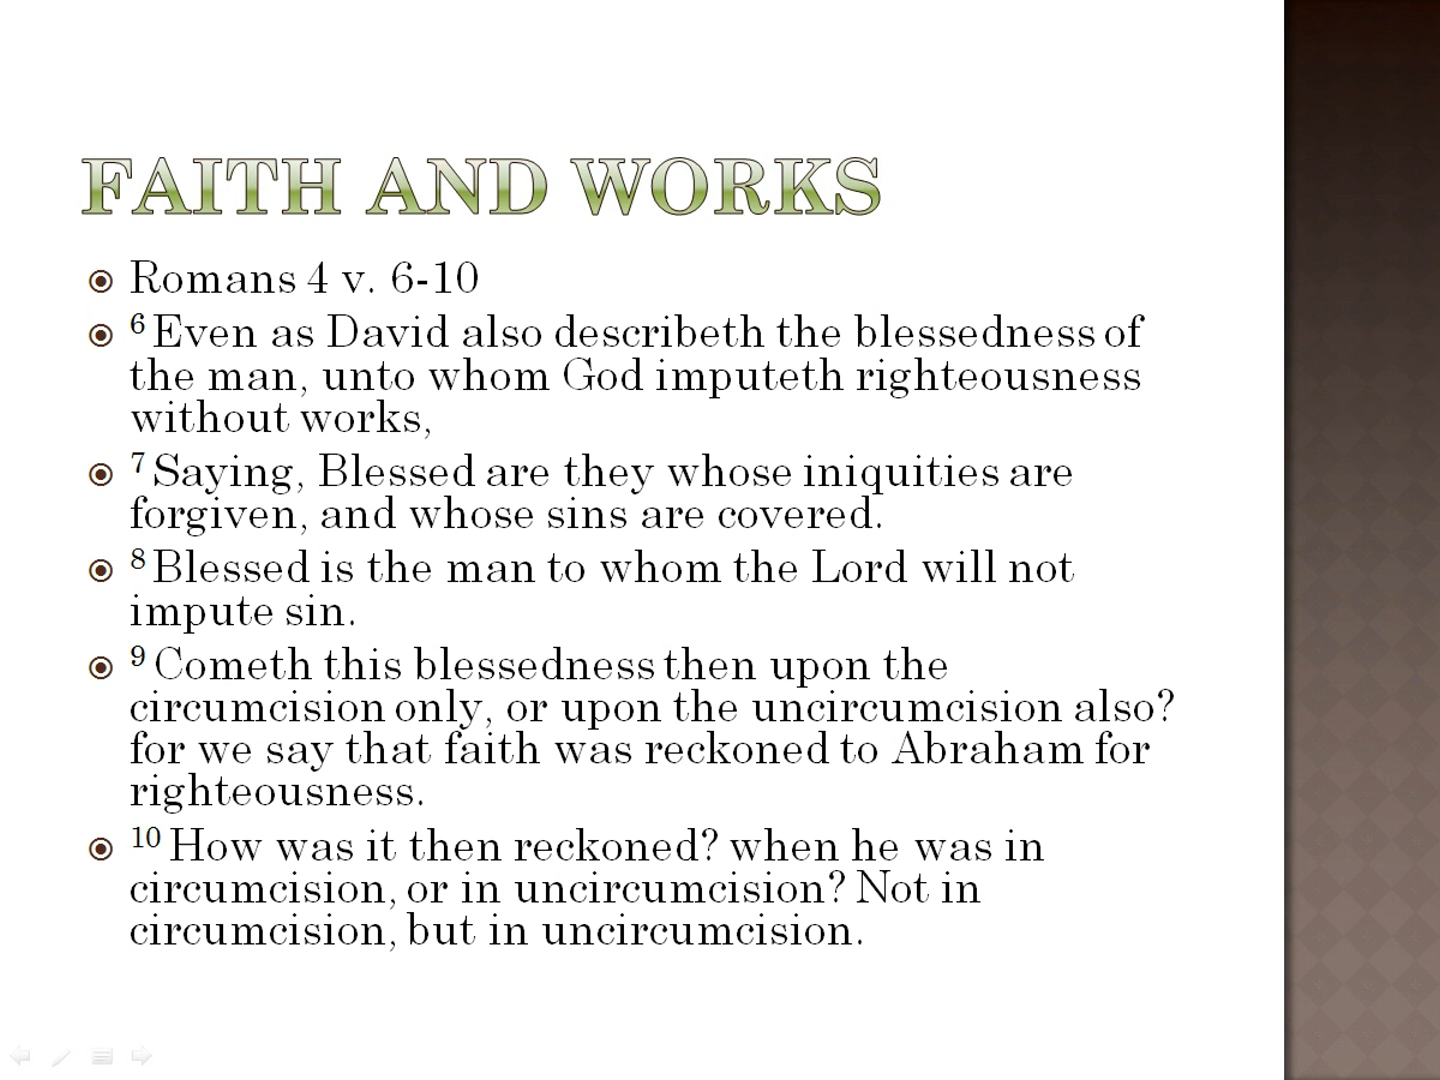 FAITH AND WORKS
Romans 4 v. 6-10
6 Even as David also describeth the blessedness of
the man, unto whom God imputeth righteousness
without works,
7 Saying, Blessed are they whose iniquities are
forgiven, and whose sins are covered.
8 Blessed is the man to whom the Lord will not
impute sin.
9 Cometh this blessedness then upon the
circumcision only, or upon the uncircumcision also?
for we say that faith was reckoned to Abraham for
righteousness.
10 How was it then reckoned? when he was in
circumcision, or in uncircumcision? Not in
circumcision, but in uncircumcision.